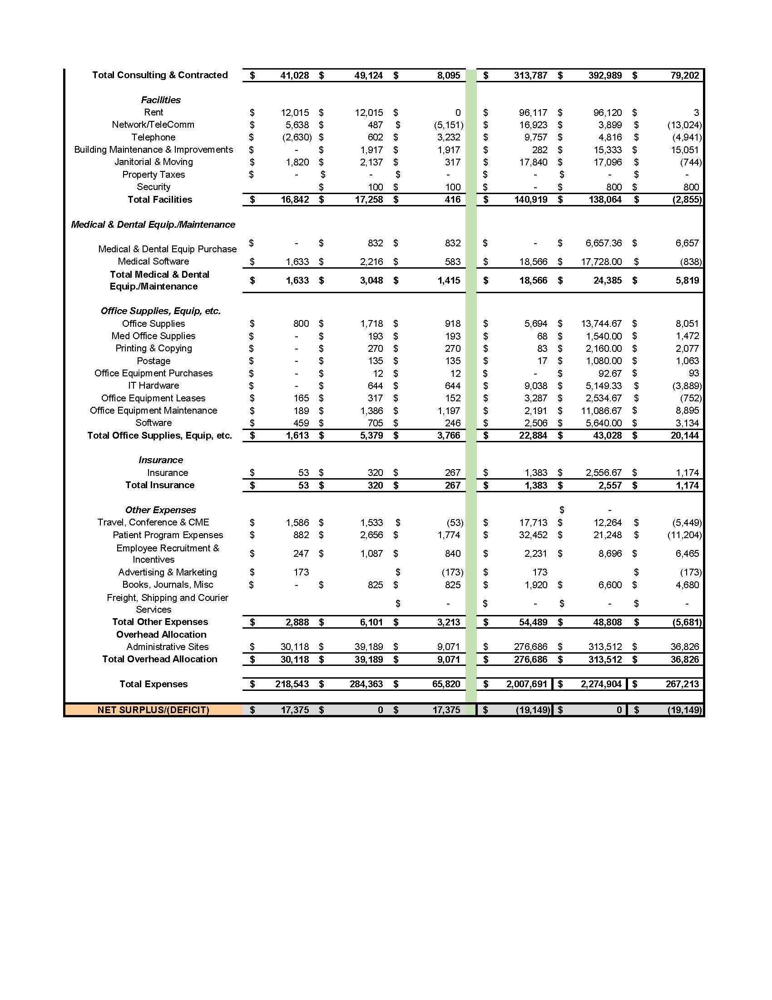 Total Consulting & Contracted $ 41,028 $ 49,124 $ 8,095 $ 313,787 $ 392,989 $ 79,202
Facilities
Rent $ 12,015 $ 12,015 $ 0 $ 96,117 $ 96,120 $ 3
Network/TeleComm $ 5,638 $ 487 $ (5,151) $ 16,923 $ 3,899 $ (13,024)
Telephone $ (2,630) $ 602 $ 3,232 $ 9,757 $ 4,816 $ (4,941)
Building Maintenance & Improvements $ - $ 1,917 $ 1,917 $ 282 $ 15,333 $ 15,051
Janitorial & Moving $ 1,820 $ 2,137 $ 317 $ 17,840 $ 17,096 $ (744)
Property Taxes $ - $ - $ - $ - $ - $ -
Security $ 100 $ 100 $ - $ 800 $ 800
Total Facilities $ 16,842 $ 17,258 $ 416 $ 140,919 $ 138,064 $ (2,855)
Medical & Dental Equip./Maintenance
Medical & Dental Equip Purchase $ - $ 832 $ 832 $ - $ 6,657.36 $ 6,657
Medical Software $ 1,633 $ 2,216 $ 583 $ 18,566 $ 17,728.00 $ (838)
Total Medical & Dental
Equip./Maintenance $ 1,633 $ 3,048 $ 1,415 $ 18,566 $ 24,385 $ 5,819
Office Supplies, Equip, etc.
Office Supplies $ 800 $ 1,718 $ 918 $ 5,694 $ 13,744.67 $ 8,051
Med Office Supplies $ - $ 193 $ 193 $ 68 $ 1,540.00 $ 1,472
Printing & Copying $ - $ 270 $ 270 $ 83 $ 2,160.00 $ 2,077
Postage $ - $ 135 $ 135 $ 17 $ 1,080.00 $ 1,063
Office Equipment Purchases $ - $ 12 $ 12 $ - $ 92.67 $ 93
IT Hardware $ - $ 644 $ 644 $ 9,038 $ 5,149.33 $ (3,889)
Office Equipment Leases $ 165 $ 317 $ 152 $ 3,287 $ 2,534.67 $ (752)
Office Equipment Maintenance $ 189 $ 1,386 $ 1,197 $ 2,191 $ 11,086.67 $ 8,895
Software $ 459 $ 705 $ 246 $ 2,506 $ 5,640.00 $ 3,134
Total Office Supplies, Equip, etc. $ 1,613 $ 5,379 $ 3,766 $ 22,884 $ 43,028 $ 20,144
Insurance
Insurance $ 53 $ 320 $ 267 $ 1,383 $ 2,556.67 $ 1,174
Total Insurance $ 53 $ 320 $ 267 $ 1,383 $ 2,557 $ 1,174
Other Expenses $ -
Travel, Conference & CME $ 1,586 $ 1,533 $ (53) $ 17,713 $ 12,264 $ (5,449)
Patient Program Expenses $ 882 $ 2,656 $ 1,774 $ 32,452 $ 21,248 $ (11,204)
Employee Recruitment &
Incentives $ 247 $ 1,087 $ 840 $ 2,231 $ 8,696 $ 6,465
Advertising & Marketing $ 173 $ (173) $ 173 $ (173)
Books, Journals, Misc $ - $ 825 $ 825 $ 1,920 $ 6,600 $ 4,680
Freight, Shipping and Courier
Services $ - $ - $ - $ -
Total Other Expenses $ 2,888 $ 6,101 $ 3,213 $ 54,489 $ 48,808 $ (5,681)
Overhead Allocation
Administrative Sites $ 30,118 $ 39,189 $ 9,071 $ 276,686 $ 313,512 $ 36,826
Total Overhead Allocation $ 30,118 $ 39,189 $ 9,071 $ 276,686 $ 313,512 $ 36,826
Total Expenses $ 218,543 $ 284,363 $ 65,820 $ 2,007,691 $ 2,274,904 $ 267,213
NET SURPLUS/(DEFICIT) $ 17,375 $ 0 $ 17,375 $ (19,149) $ 0 $ (19,149)